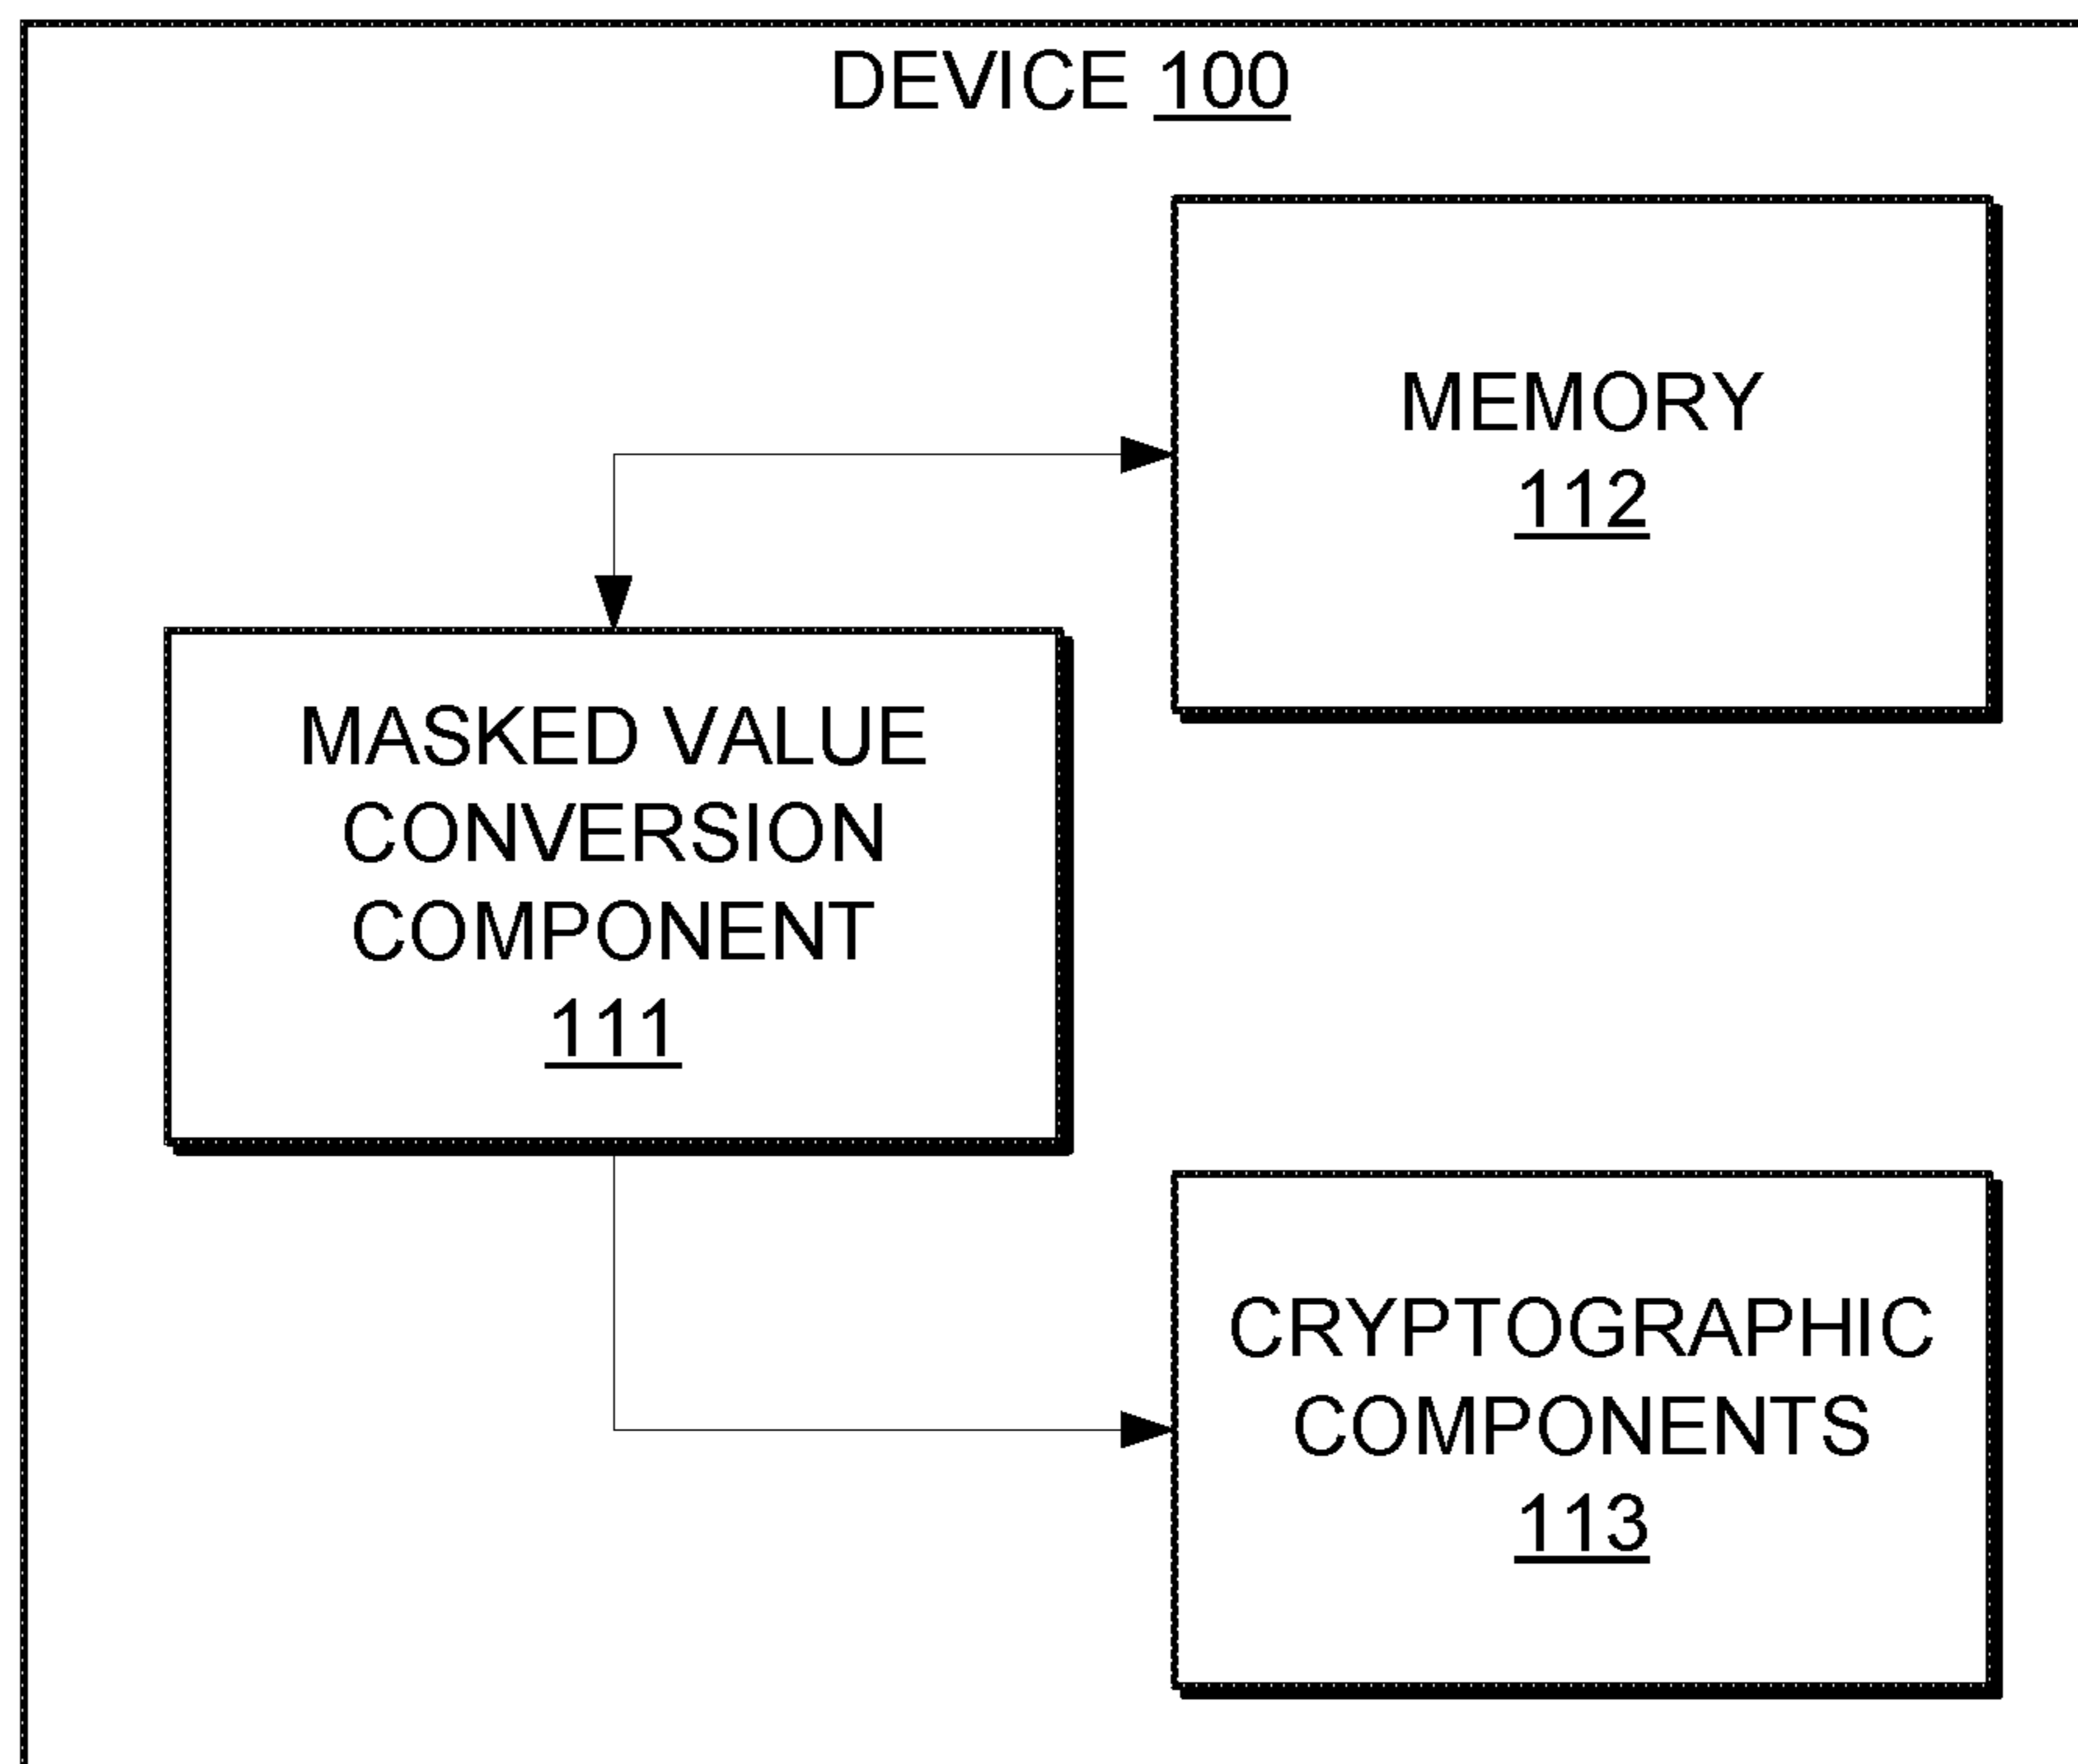 DEVICE 100
MEMORY
112
MASKED VALUE
CONVERSION
COMPONENT
111
CRYPTOGRAPHIC
COMPONENTS
113